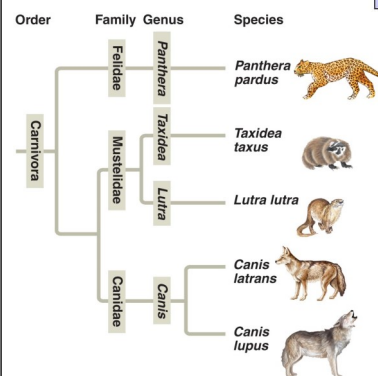 Order Family Genus Species
Carnivora
Felidae
Panthera
Panthera
pardus
Mustelidae
Taxidea
Taxidea
taxus
Lutra
Lutra lutra
Canidae
Canis
Canis
latrans
Canis
lupus